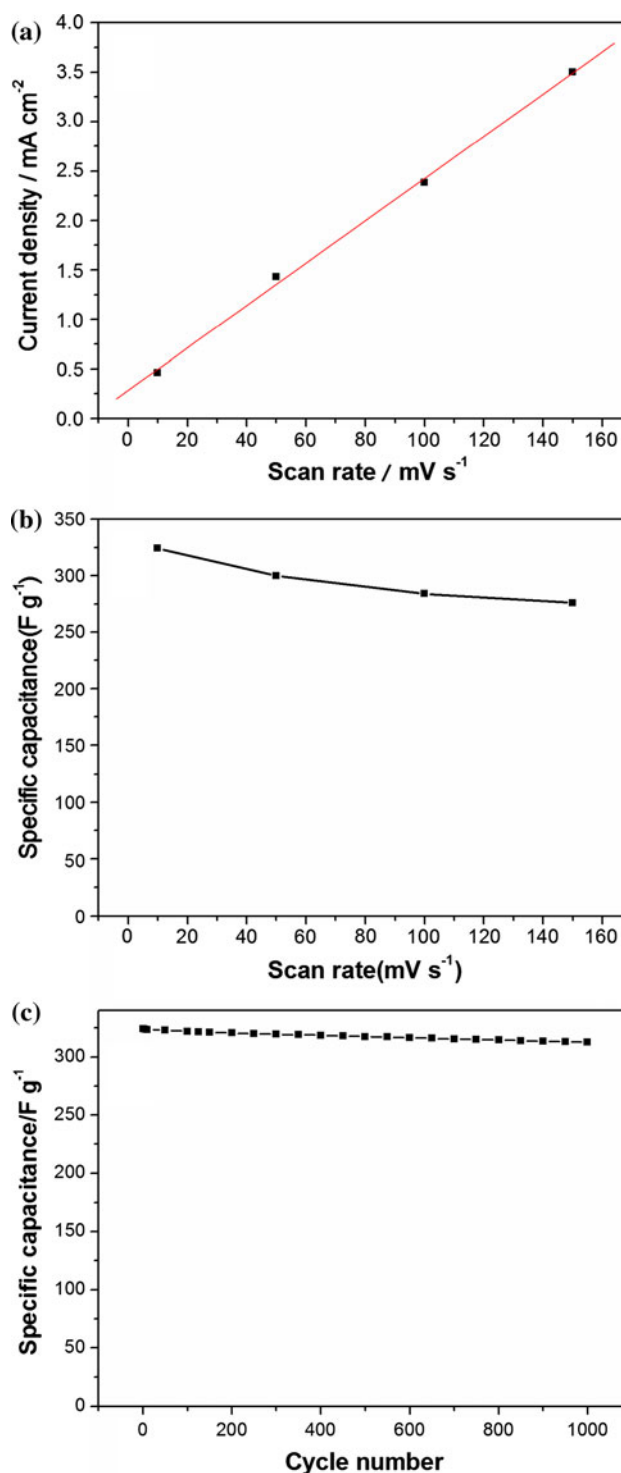 (a)
4.0
3.5
3.0
2.5
2.0
1.5
1.0
0.5
0.0
Current density / mA cm⁻²
0 20 40 60 80 100 120 140 160
Scan rate / mV s⁻¹
(b)
350
300
250
200
150
100
50
0
Specific capacitance(F g⁻¹)
0 20 40 60 80 100 120 140 160
Scan rate(mV s⁻¹)
(c)
300
250
200
150
100
50
0
Specific capacitance/F g⁻¹
0 200 400 600 800 1000
Cycle number